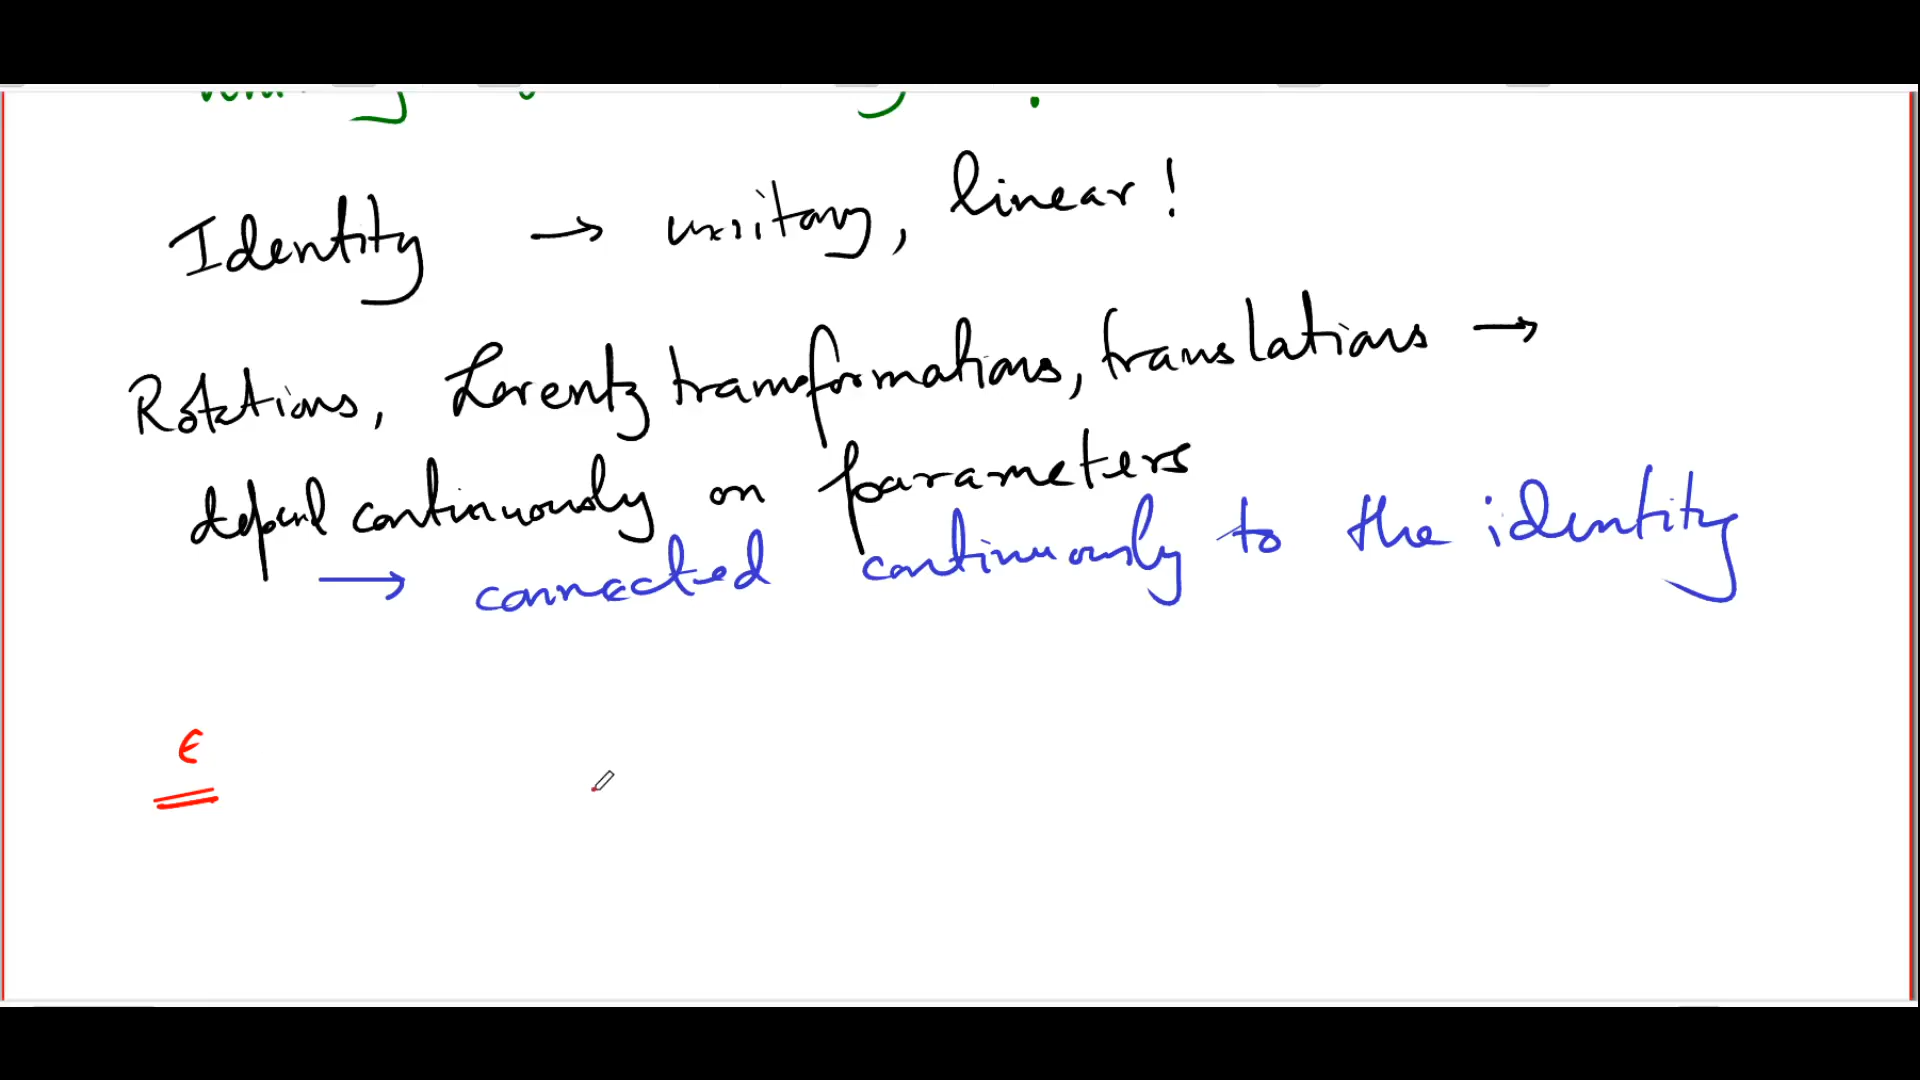 Identity → unitary, linear!
Rotations, Lorentz transformations, translations →
depend continuously on parameters
→ connected continuously to the identity
ϵ